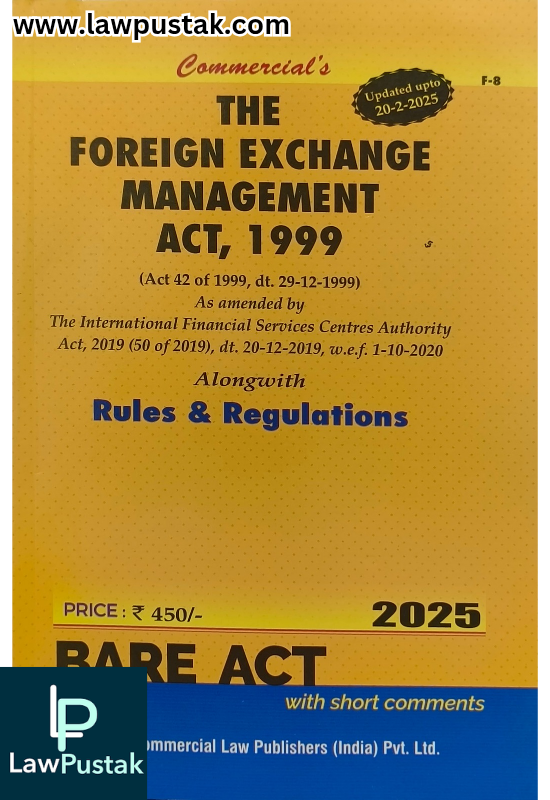 www.lawpustak.com
Commercial's
F-8
Updated upto
20-2-2025
THE
FOREIGN EXCHANGE
MANAGEMENT
ACT, 1999
(Act 42 of 1999, dt. 29-12-1999)
As amended by
The International Financial Services Centres Authority
Act, 2019 (50 of 2019), dt. 20-12-2019, w.e.f. 1-10-2020
Alongwith
Rules & Regulations
PRICE : ₹ 450/-
2025
BARE ACT
with short comments
ommercial Law Publishers (India) Pvt. Ltd.
LP
LawPustak